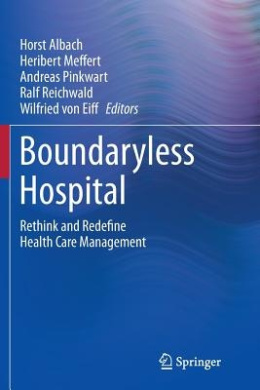 Horst Albach
Heribert Meffert
Andreas Pinkwart
Ralf Reichwald
Wilfried von Eiff Editors
Boundaryless
Hospital
Rethink and Redefine
Health Care Management
Springer